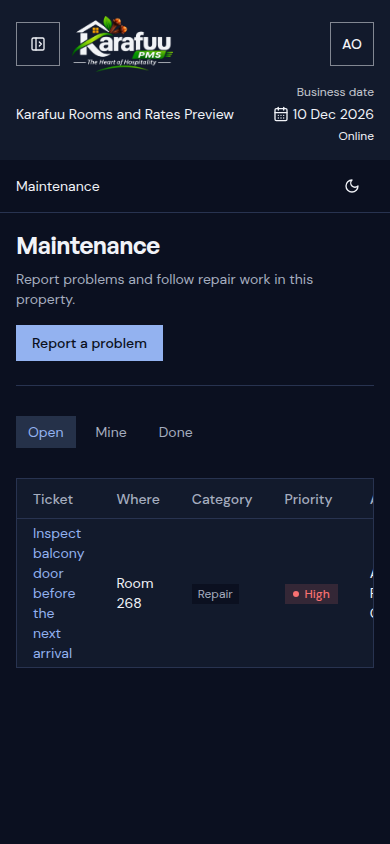 Karafuu
PMS
The Heart of Hospitality
AO
Business date
Karafuu Rooms and Rates Preview
10 Dec 2026
Online
Maintenance
Maintenance
Report problems and follow repair work in this
property.
Report a problem
Open Mine Done
Ticket Where Category Priority
Inspect
balcony
door
before
the
next
arrival
Room
268
Repair
High